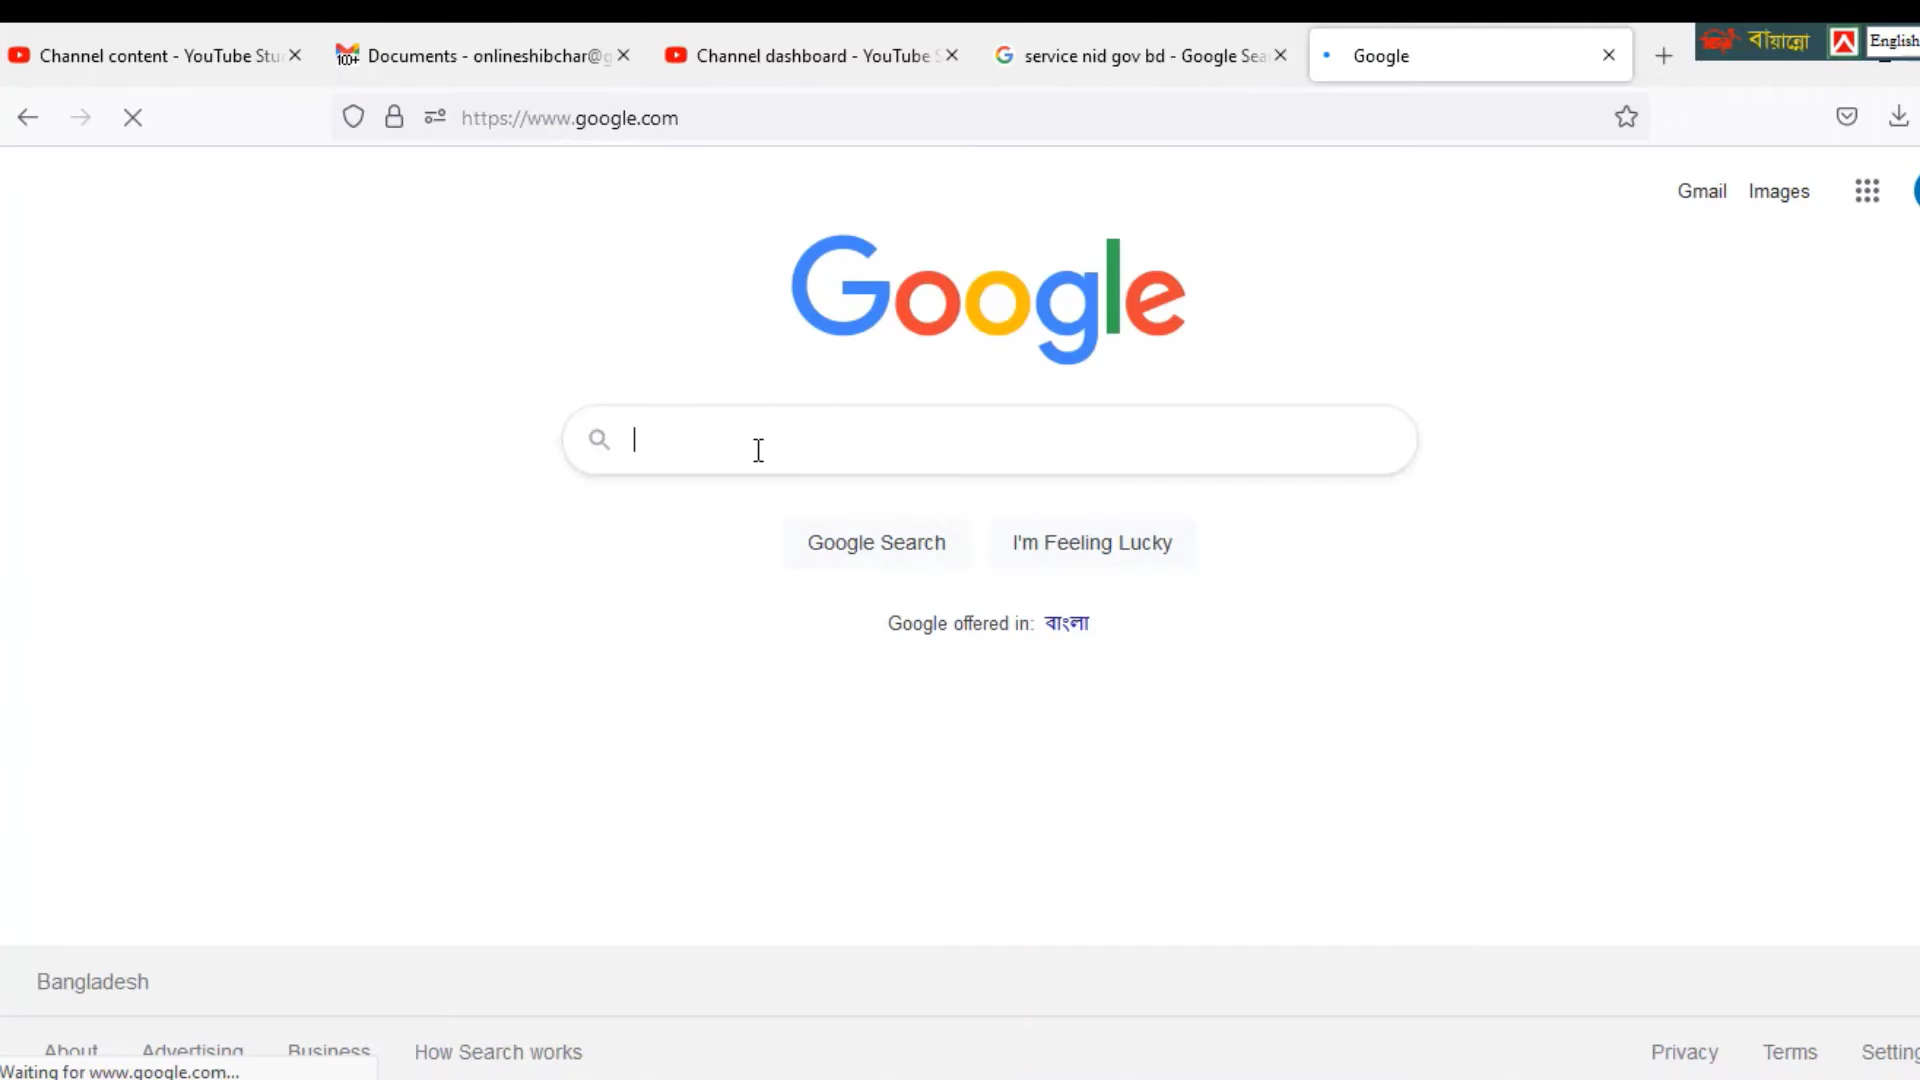 Channel content - YouTube Stu
Documents - onlineshibchar@g
Channel dashboard - YouTube S
service nid gov bd - Google Sea
Google
বায়ান্নো
English
https://www.google.com
Gmail
Images
Google
Google Search
I'm Feeling Lucky
Google offered in: বাংলা
Bangladesh
About
Advertising
Business
How Search works
Privacy
Terms
Setting
Waiting for www.google.com...